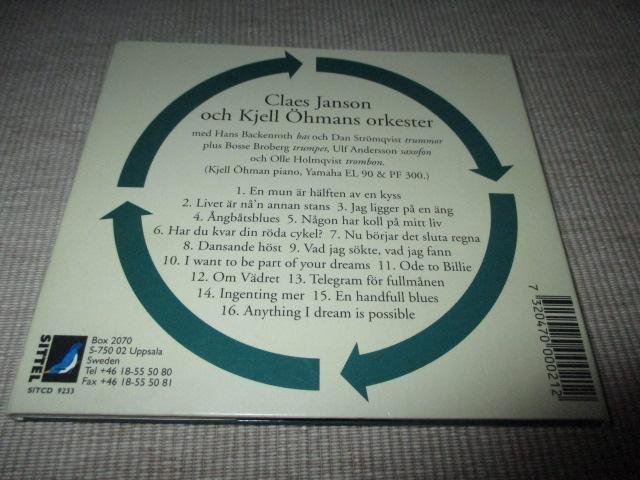 Claes Janson
och Kjell Öhmans orkester
med Hans Backenroth bas och Dan Strömqvist trummor
plus Bosse Broberg trumpet, Ulf Andersson saxofon
och Olle Holmqvist trombon.
(Kjell Öhman piano, Yamaha EL 90 & PF 300.)
1. En mun är hälften av en kyss
2. Livet är nå'n annan stans 3. Jag ligger på en äng
4. Ångbåtsblues 5. Någon har koll på mitt liv
6. Har du kvar din röda cykel? 7. Nu börjar det sluta regna
8. Dansande höst 9. Vad jag sökte, vad jag fann
10. I want to be part of your dreams 11. Ode to Billie
12. Om Vädret 13. Telegram för fullmånen
14. Ingenting mer 15. En handfull blues
16. Anything I dream is possible
SITTEL
Box 2070
S-750 02 Uppsala
Sweden
Tel +46 18-55 50 80
Fax +46 18-55 50 81
SITCD 9233
7 320470 000212